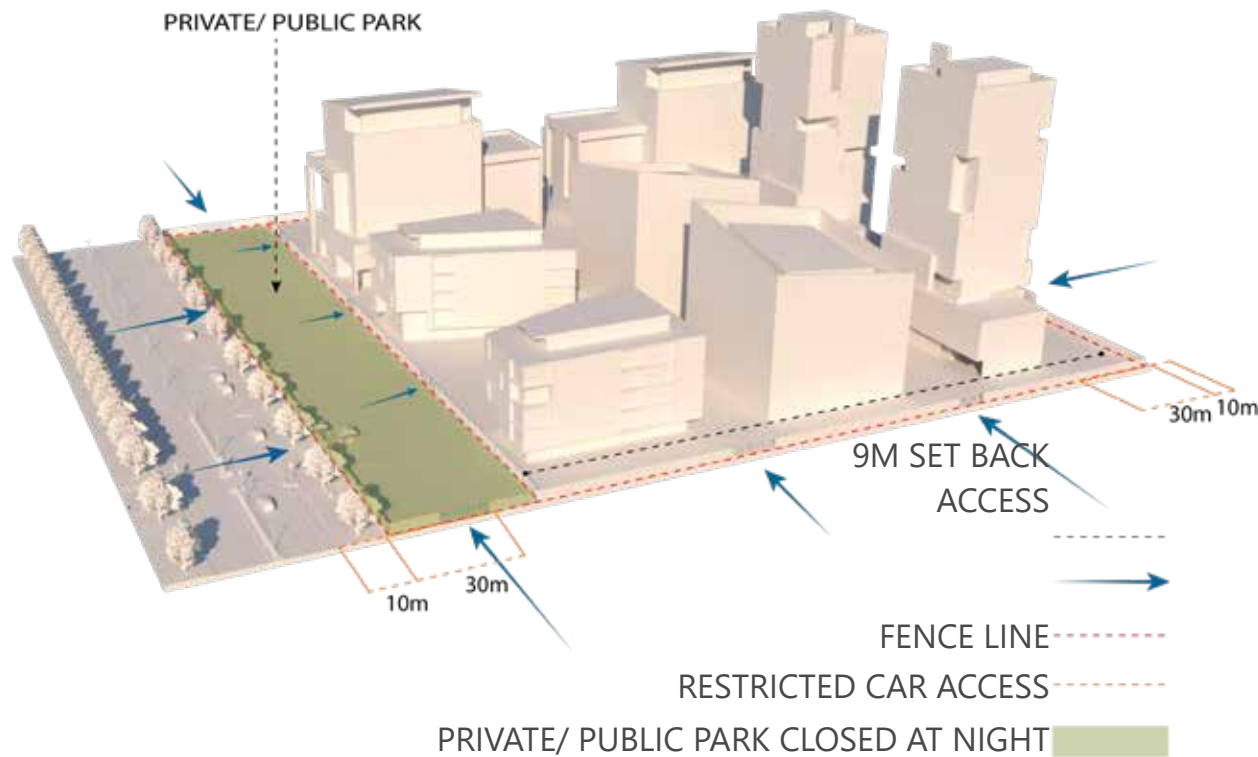 PRIVATE/ PUBLIC PARK
30m
10m
9M SET BACK
ACCESS
30m
10m
FENCE LINE
RESTRICTED CAR ACCESS
PRIVATE/ PUBLIC PARK CLOSED AT NIGHT